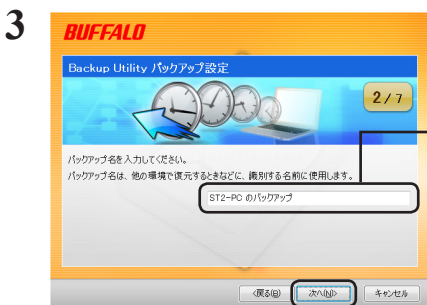 3
BUFFALO
Backup Utility バックアップ設定
2/7
バックアップ名を入力してください。
バックアップ名は、他の環境で復元するときなどに、識別する名前に使用します。
ST2-PC のバックアップ
<戻る(B) 次へ(N)> キャンセル